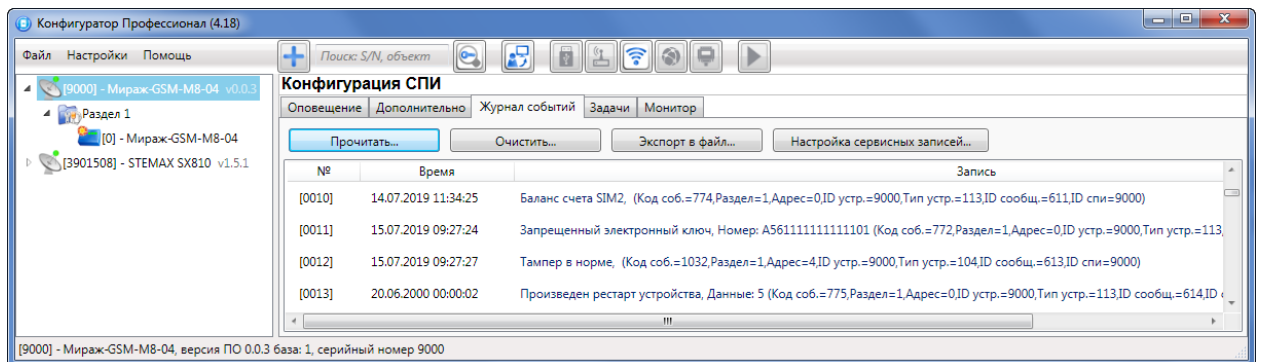 Конфигуратор Профессионал (4.18)
Файл Настройки Помощь
Поиск: S/N, объект
[9000] - Мираж-GSM-M8-04 v0.0.3
Раздел 1
[0] - Мираж-GSM-M8-04
[3901508] - STEMAX SX810 v1.5.1
Конфигурация СПИ
Оповещение Дополнительно Журнал событий Задачи Монитор
Прочитать... Очистить... Экспорт в файл... Настройка сервисных записей...
№ Время Запись
[0010] 14.07.2019 11:34:25 Баланс счета SIM2, (Код соб.=774,Раздел=1,Адрес=0,ID устр.=9000,Тип устр.=113,ID сообщ.=611,ID спи=9000)
[0011] 15.07.2019 09:27:24 Запрещенный электронный ключ, Номер: A561111111111101 (Код соб.=772,Раздел=1,Адрес=0,ID устр.=9000,Тип устр.=113,
[0012] 15.07.2019 09:27:27 Тампер в норме, (Код соб.=1032,Раздел=1,Адрес=4,ID устр.=9000,Тип устр.=104,ID сообщ.=613,ID спи=9000)
[0013] 20.06.2000 00:00:02 Произведен рестарт устройства, Данные: 5 (Код соб.=775,Раздел=1,Адрес=0,ID устр.=9000,Тип устр.=113,ID сообщ.=614,ID
[9000] - Мираж-GSM-M8-04, версия ПО 0.0.3 база: 1, серийный номер 9000